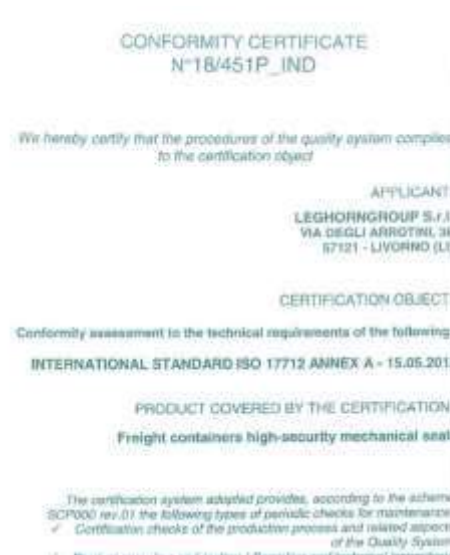 CONFORMITY CERTIFICATE
N°18/451P_IND
We hereby certify that the procedures of the quality system complies
to the certification object
APPLICANT
LEGHORNGROUP S.r.l
VIA DEGLI ARROTINI, 3
57121 - LIVORNO (LI
CERTIFICATION OBJECT
Conformity assessment to the technical requirements of the following
INTERNATIONAL STANDARD ISO 17712 ANNEX A - 15.05.201
PRODUCT COVERED BY THE CERTIFICATION
Freight containers high-security mechanical seal
The certification system adopted provides, according to the scheme
SCP000 rev.01 the following types of periodic checks for maintenance
✓ Certification checks of the production process and related aspects
of the Quality System